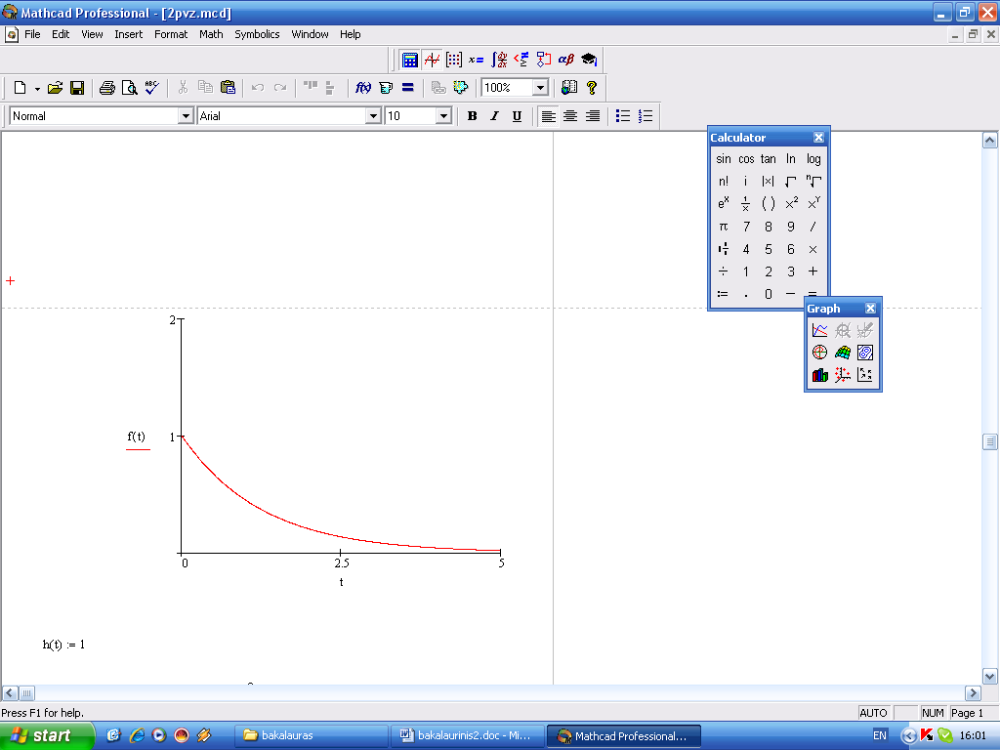 Mathcad Professional - [2pvz.mcd]
File Edit View Insert Format Math Symbolics Window Help
x= αβ
f(x) 100% ?
Normal Arial 10 B I U
Calculator
sin cos tan ln log
n! i |×| √ ⁿ√
eˣ 1/x ( ) ×² ×ʸ
π 7 8 9 /
4 5 6 ×
÷ 1 2 3 +
:= . 0 − =
Graph
2
f(t) 1
0 2.5 5
t
h(t) := 1
Press F1 for help. AUTO NUM Page 1
start bakalauras bakalaurinis2.doc - Mi... Mathcad Professional... EN 16:01